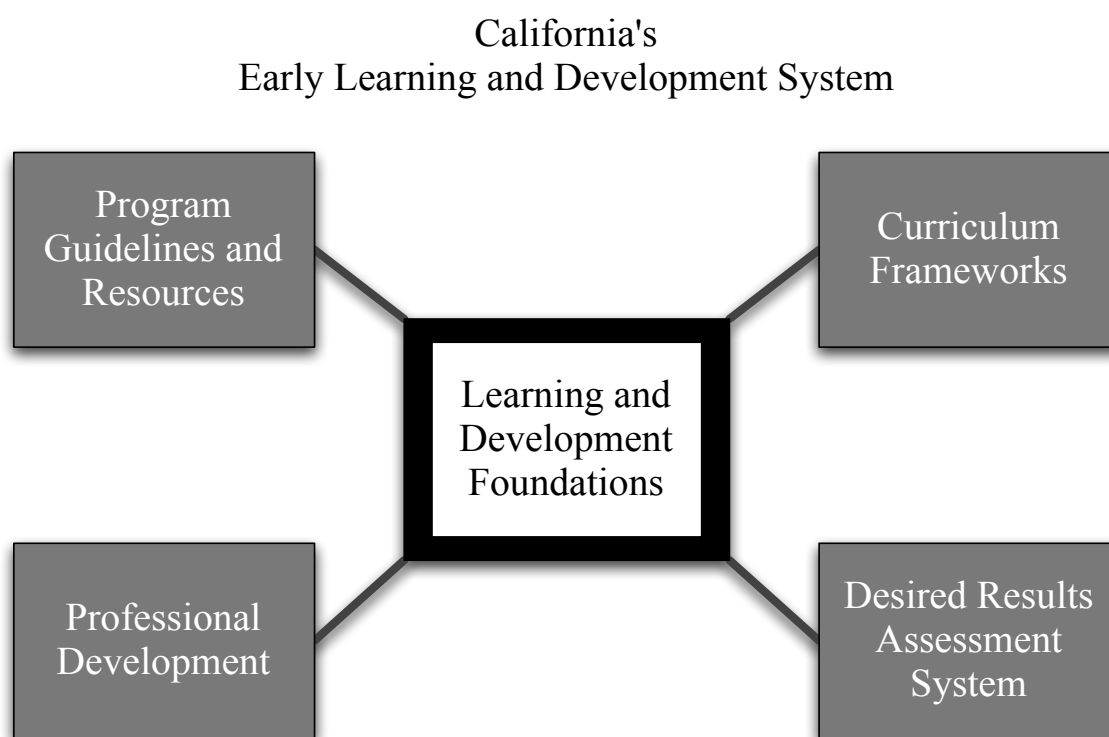 California's
Early Learning and Development System
Program
Guidelines and
Resources
Curriculum
Frameworks
Learning and
Development
Foundations
Professional
Development
Desired Results
Assessment
System